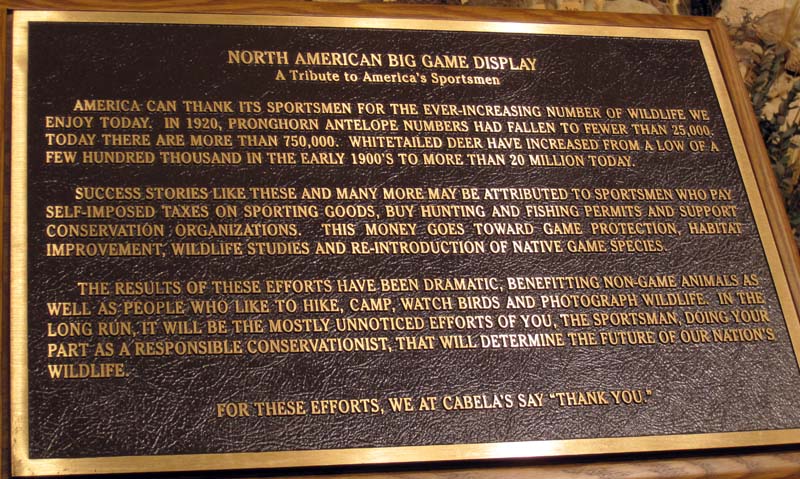 NORTH AMERICAN BIG GAME DISPLAY
A Tribute to America's Sportsmen
AMERICA CAN THANK ITS SPORTSMEN FOR THE EVER-INCREASING NUMBER OF WILDLIFE WE
ENJOY TODAY. IN 1920, PRONGHORN ANTELOPE NUMBERS HAD FALLEN TO FEWER THAN 25,000.
TODAY THERE ARE MORE THAN 750,000. WHITETAILED DEER HAVE INCREASED FROM A LOW OF A
FEW HUNDRED THOUSAND IN THE EARLY 1900'S TO MORE THAN 20 MILLION TODAY.
SUCCESS STORIES LIKE THESE AND MANY MORE MAY BE ATTRIBUTED TO SPORTSMEN WHO PAY
SELF-IMPOSED TAXES ON SPORTING GOODS, BUY HUNTING AND FISHING PERMITS AND SUPPORT
CONSERVATION ORGANIZATIONS. THIS MONEY GOES TOWARD GAME PROTECTION, HABITAT
IMPROVEMENT, WILDLIFE STUDIES AND RE-INTRODUCTION OF NATIVE GAME SPECIES.
THE RESULTS OF THESE EFFORTS HAVE BEEN DRAMATIC, BENEFITTING NON-GAME ANIMALS AS
WELL AS PEOPLE WHO LIKE TO HIKE, CAMP, WATCH BIRDS AND PHOTOGRAPH WILDLIFE. IN THE
LONG RUN, IT WILL BE THE MOSTLY UNNOTICED EFFORTS OF YOU, THE SPORTSMAN, DOING YOUR
PART AS A RESPONSIBLE CONSERVATIONIST, THAT WILL DETERMINE THE FUTURE OF OUR NATION'S
WILDLIFE.
FOR THESE EFFORTS, WE AT CABELA'S SAY "THANK YOU."